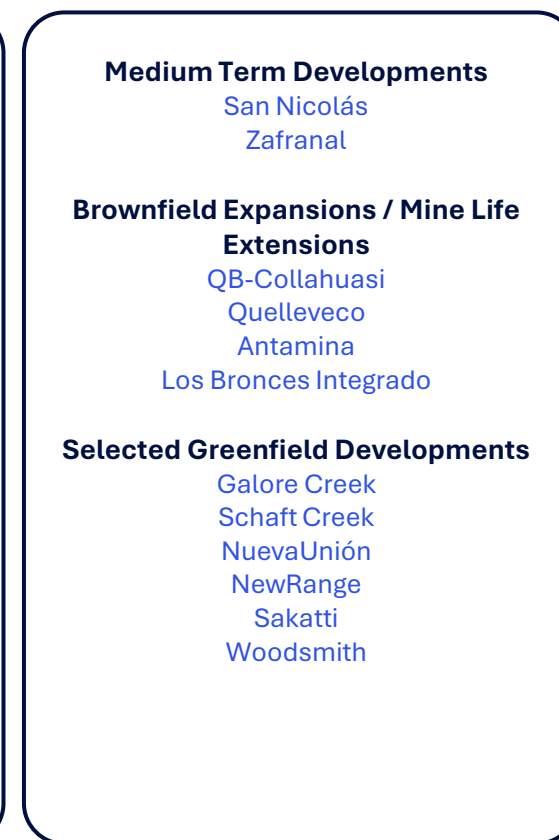 Medium Term Developments
San Nicolás
Zafranal
Brownfield Expansions / Mine Life
Extensions
QB-Collahuasi
Quelleveco
Antamina
Los Bronces Integrado
Selected Greenfield Developments
Galore Creek
Schaft Creek
NuevaUnión
NewRange
Sakatti
Woodsmith